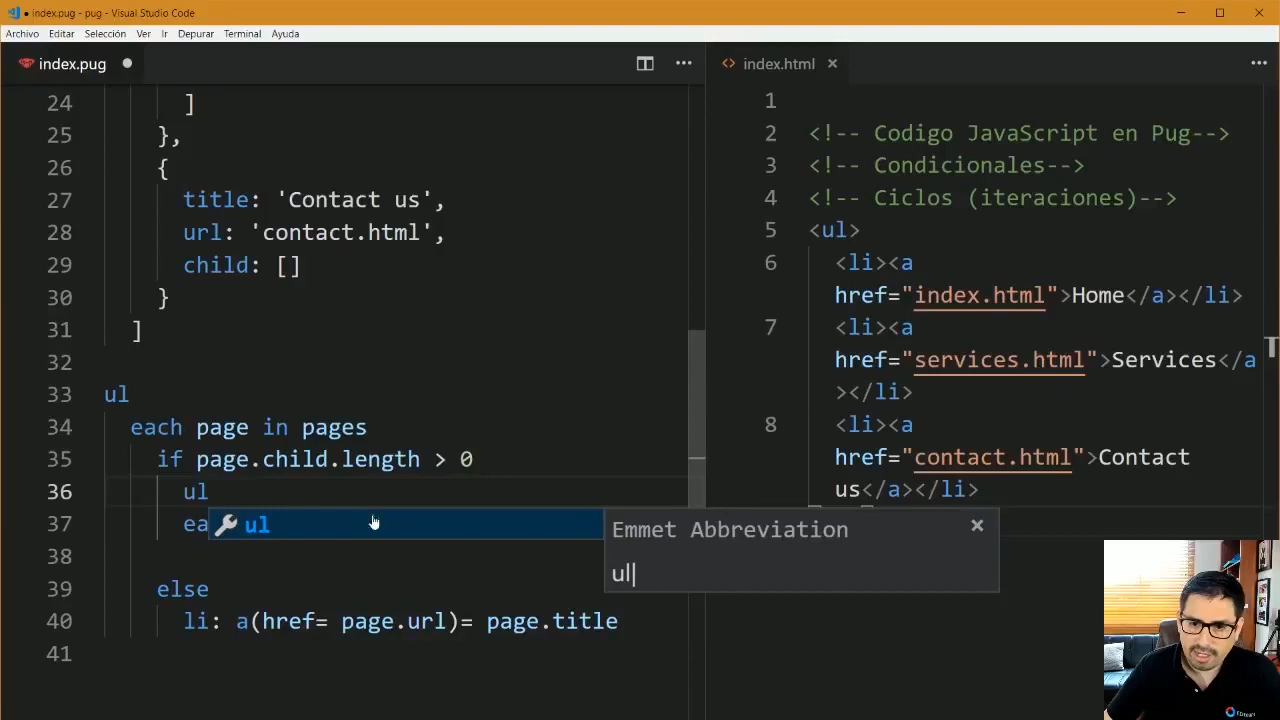 index.pug - pug - Visual Studio Code
Archivo Editar Selección Ver Ir Depurar Terminal Ayuda
index.pug
24 ]
25 },
26 {
27 title: 'Contact us',
28 url: 'contact.html',
29 child: []
30 }
31 ]
32
33 ul
34 each page in pages
35 if page.child.length > 0
36 ul
37 ea
38
39 else
40 li: a(href= page.url)= page.title
41
ul
Emmet Abbreviation
ul|
index.html
1
2 <!-- Codigo JavaScript en Pug-->
3 <!-- Condicionales-->
4 <!-- Ciclos (iteraciones)-->
5 <ul>
6 <li><a
href="index.html">Home</a></li>
7 <li><a
href="services.html">Services</a
></li>
8 <li><a
href="contact.html">Contact
us</a></li>